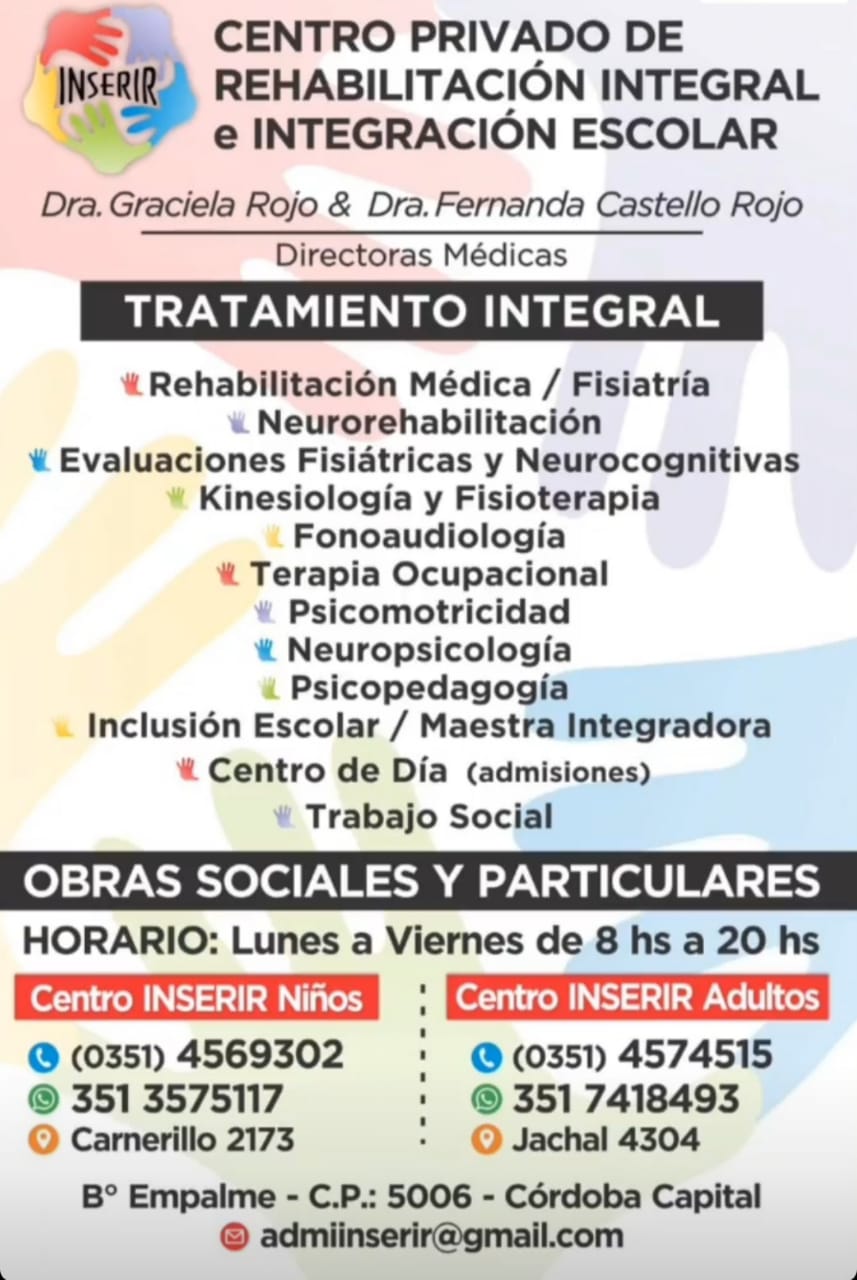 INSERIR
CENTRO PRIVADO DE
REHABILITACIÓN INTEGRAL
e INTEGRACIÓN ESCOLAR
Dra. Graciela Rojo & Dra. Fernanda Castello Rojo
Directoras Médicas
TRATAMIENTO INTEGRAL
Rehabilitación Médica / Fisiatría
Neurorehabilitación
Evaluaciones Fisiátricas y Neurocognitivas
Kinesiología y Fisioterapia
Fonoaudiología
Terapia Ocupacional
Psicomotricidad
Neuropsicología
Psicopedagogía
Inclusión Escolar / Maestra Integradora
Centro de Día (admisiones)
Trabajo Social
OBRAS SOCIALES Y PARTICULARES
HORARIO: Lunes a Viernes de 8 hs a 20 hs
Centro INSERIR Niños
(0351) 4569302
351 3575117
Carnerillo 2173
Centro INSERIR Adultos
(0351) 4574515
351 7418493
Jachal 4304
B° Empalme - C.P.: 5006 - Córdoba Capital
admiinserir@gmail.com